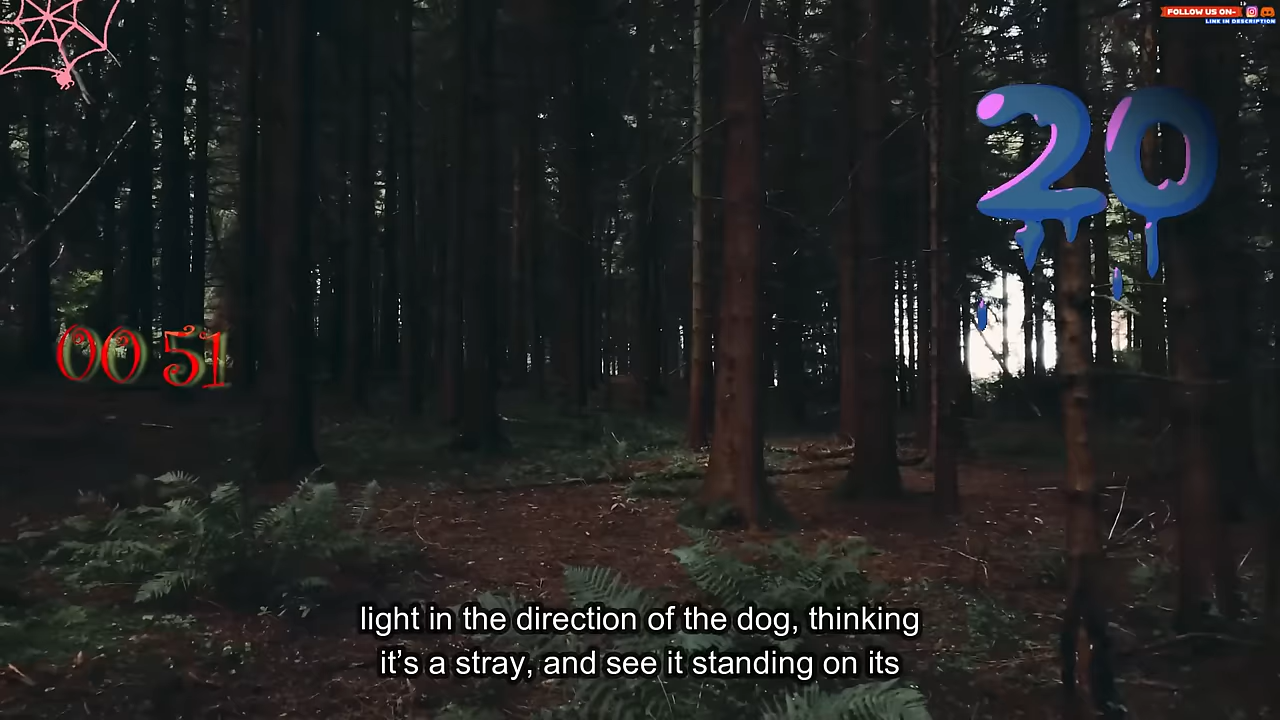 FOLLOW US ON-
LINK IN DESCRIPTION
20
00 51
light in the direction of the dog, thinking
it's a stray, and see it standing on its